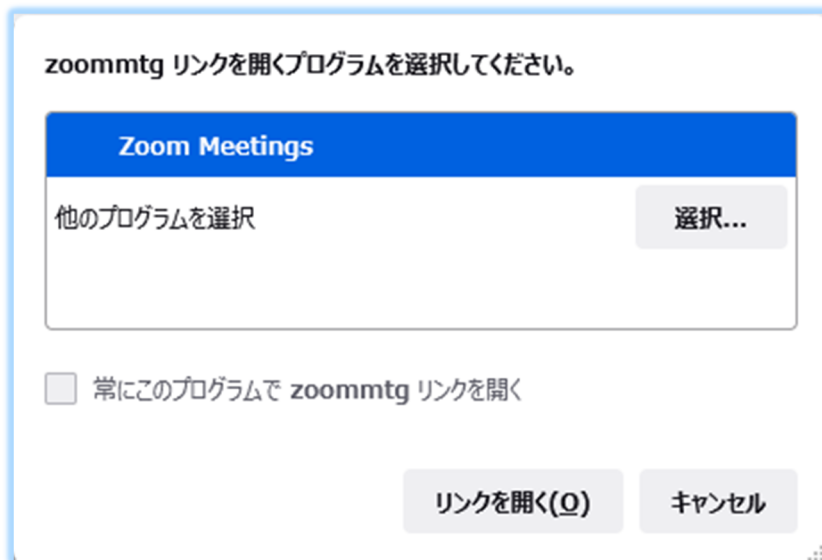 zoommtg リンクを開くプログラムを選択してください。
Zoom Meetings
他のプログラムを選択
選択...
常にこのプログラムで zoommtg リンクを開く
リンクを開く(O)
キャンセル